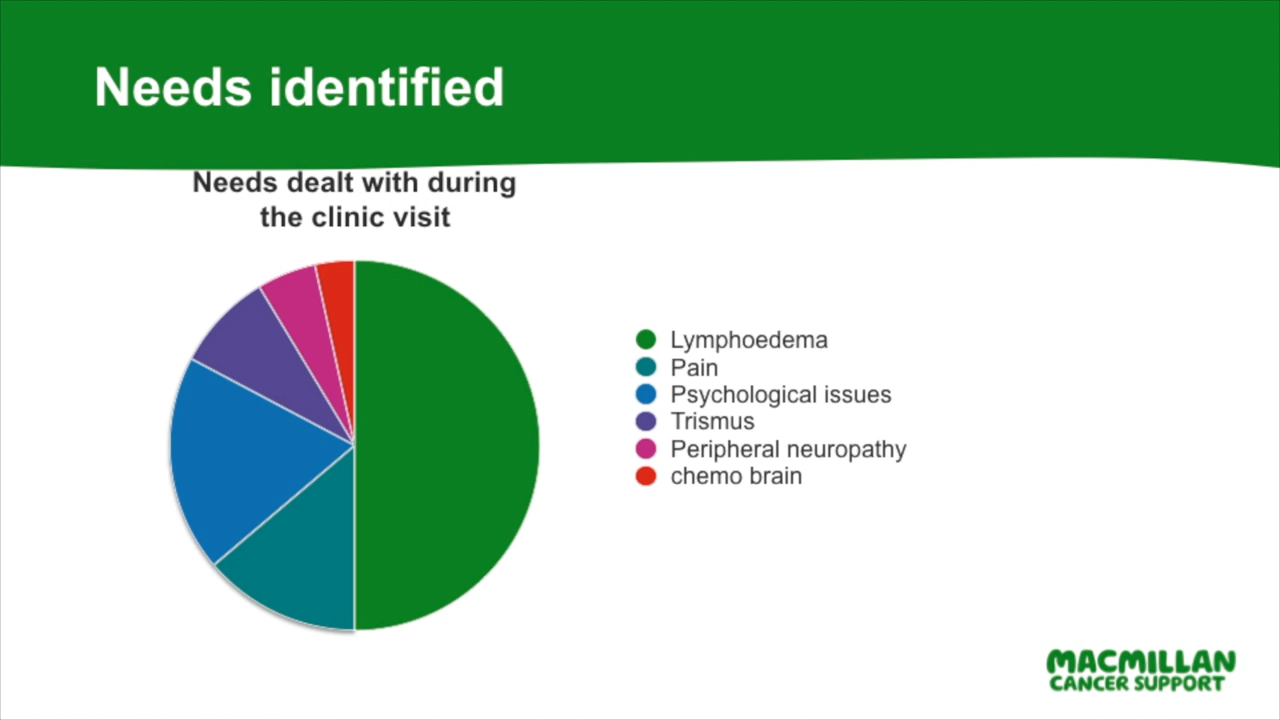 Needs identified
Needs dealt with during
the clinic visit
Lymphoedema
Pain
Psychological issues
Trismus
Peripheral neuropathy
chemo brain
MACMILLAN
CANCER SUPPORT